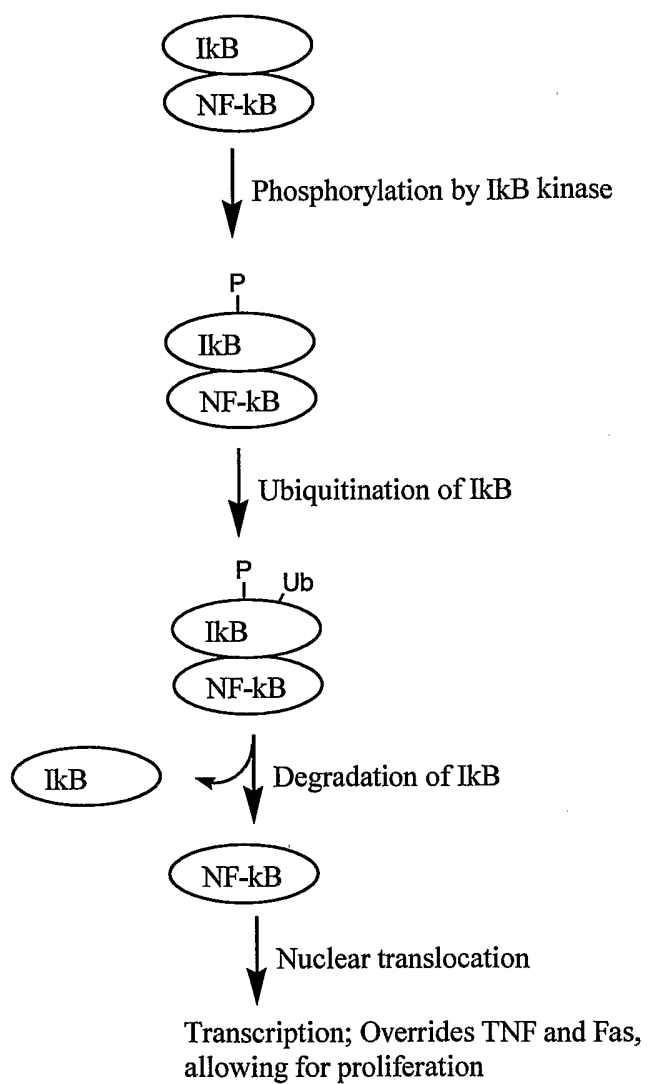 IkB
NF-kB
Phosphorylation by IkB kinase
P
IkB
NF-kB
Ubiquitination of IkB
P
Ub
IkB
NF-kB
IkB
Degradation of IkB
NF-kB
Nuclear translocation
Transcription; Overrides TNF and Fas,
allowing for proliferation